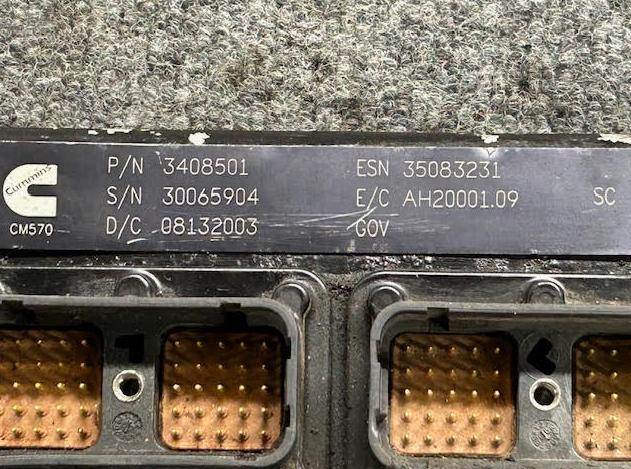 Cummins
CM570
P/N 3408501
S/N 30065904
D/C 08132003
ESN 35083231
E/C AH20001.09
GOV
SC